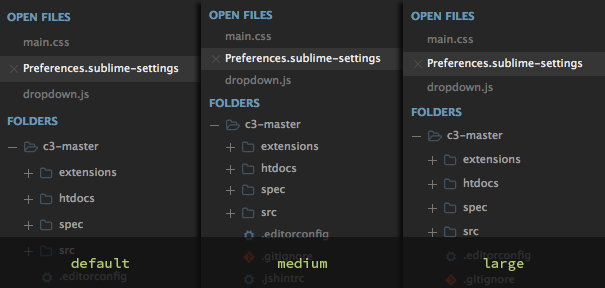 OPEN FILES
main.css
Preferences.sublime-settings
dropdown.js
FOLDERS
c3-master
extensions
htdocs
spec
src
.editorconfig
default
OPEN FILES
main.css
Preferences.sublime-settings
dropdown.js
FOLDERS
c3-master
extensions
htdocs
spec
src
.editorconfig
.gitignore
.jshintrc
medium
OPEN FILES
main.css
Preferences.sublime-settings
dropdown.js
FOLDERS
c3-master
extensions
htdocs
spec
src
.editorconfig
.gitignore
large